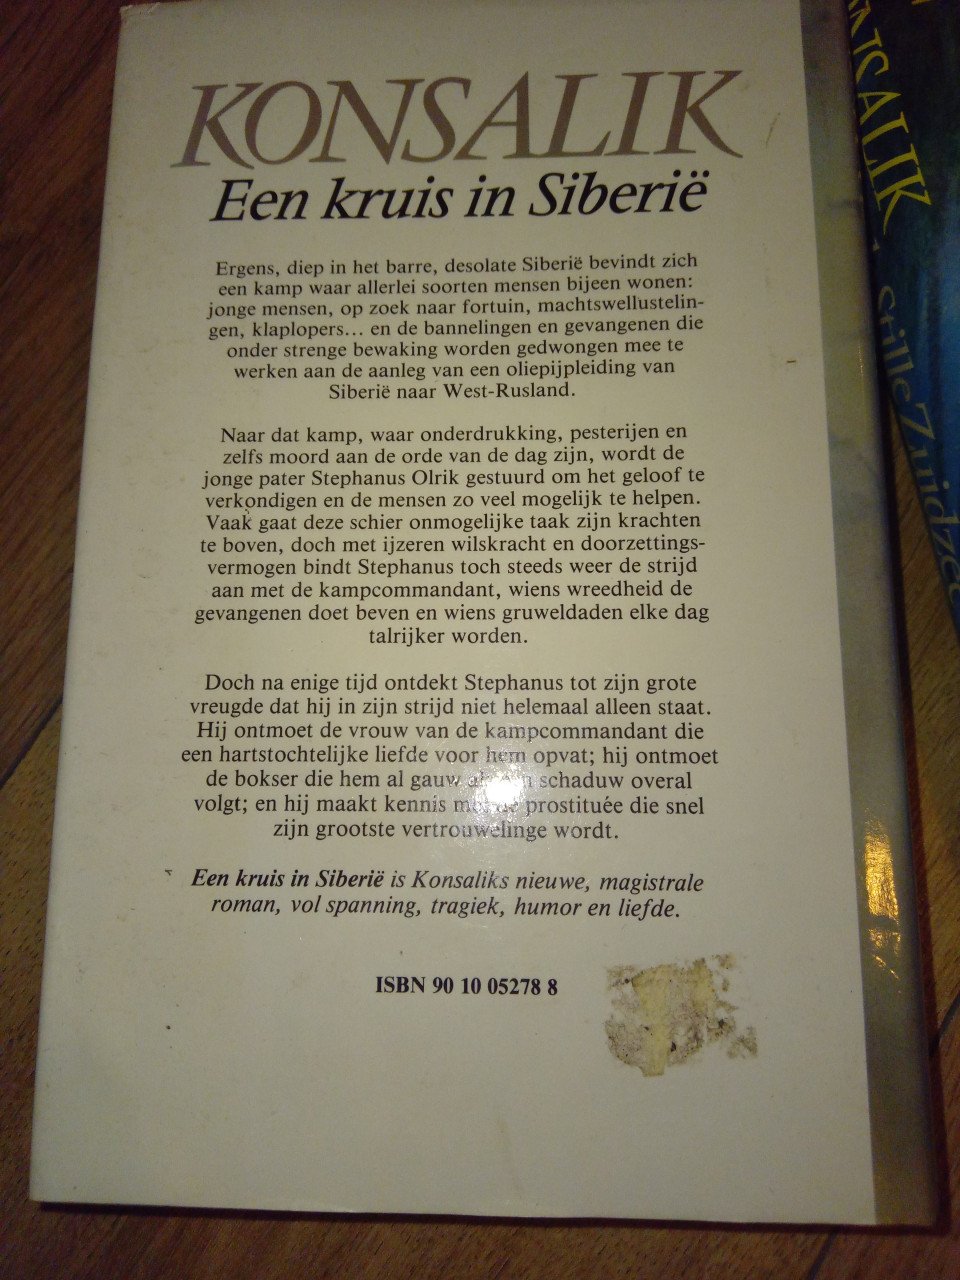 KONSALIK
Een kruis in Siberië
Ergens, diep in het barre, desolate Siberië bevindt zich
een kamp waar allerlei soorten mensen bijeen wonen:
jonge mensen, op zoek naar fortuin, machtswellustelin-
gen, klaplopers... en de bannelingen en gevangenen die
onder strenge bewaking worden gedwongen mee te
werken aan de aanleg van een oliepijpleiding van
Siberië naar West-Rusland.
Naar dat kamp, waar onderdrukking, pesterijen en
zelfs moord aan de orde van de dag zijn, wordt de
jonge pater Stephanus Olrik gestuurd om het geloof te
verkondigen en de mensen zo veel mogelijk te helpen.
Vaak gaat deze schier onmogelijke taak zijn krachten
te boven, doch met ijzeren wilskracht en doorzettings-
vermogen bindt Stephanus toch steeds weer de strijd
aan met de kampcommandant, wiens wreedheid de
gevangenen doet beven en wiens gruweldaden elke dag
talrijker worden.
Doch na enige tijd ontdekt Stephanus tot zijn grote
vreugde dat hij in zijn strijd niet helemaal alleen staat.
Hij ontmoet de vrouw van de kampcommandant die
een hartstochtelijke liefde voor hem opvat; hij ontmoet
de bokser die hem al gauw als een schaduw overal
volgt; en hij maakt kennis met de prostituée die snel
zijn grootste vertrouwelinge wordt.
Een kruis in Siberië is Konsaliks nieuwe, magistrale
roman, vol spanning, tragiek, humor en liefde.
ISBN 90 10 05278 8
NSALIK
Stille Zuidzee